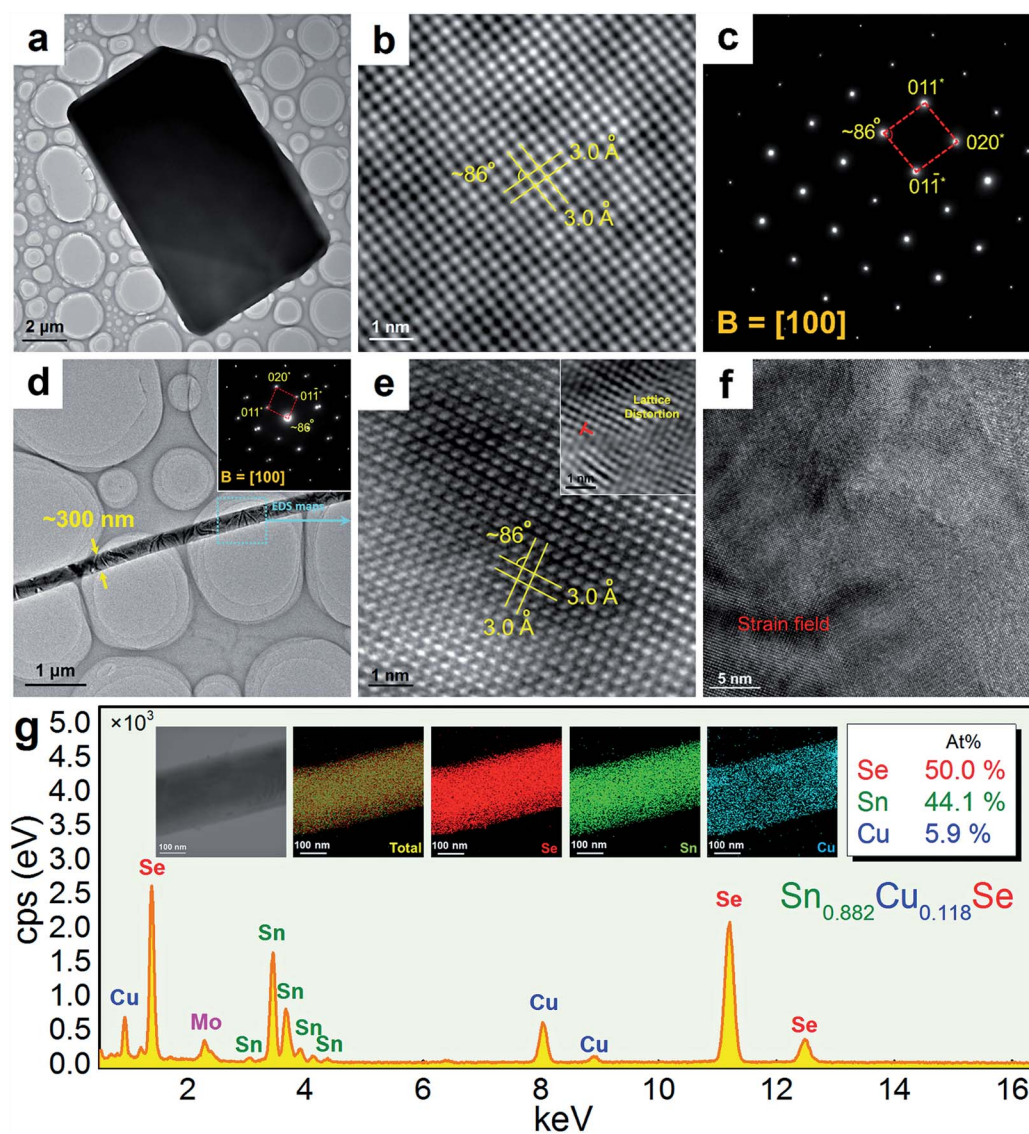 a
2 µm
b
~86°
3.0 Å
3.0 Å
1 nm
c
011*
~86°
020*
011̄*
B = [100]
d
020*
011̄*
011*
~86°
B = [100]
EDS maps
~300 nm
1 µm
e
Lattice
Distortion
1 nm
~86°
3.0 Å
3.0 Å
1 nm
f
Strain field
5 nm
g
×10³
5.0
4.5
4.0
3.5
3.0
2.5
2.0
1.5
1.0
0.5
0.0
cps (eV)
100 nm
100 nm Total
100 nm Se
100 nm Sn
100 nm Cu
At%
Se 50.0 %
Sn 44.1 %
Cu 5.9 %
Sn0.882Cu0.118Se
Cu
Se
Mo
Sn
Sn
Sn
Sn
Sn
Cu
Cu
Se
Se
2 4 6 8 10 12 14 16
keV